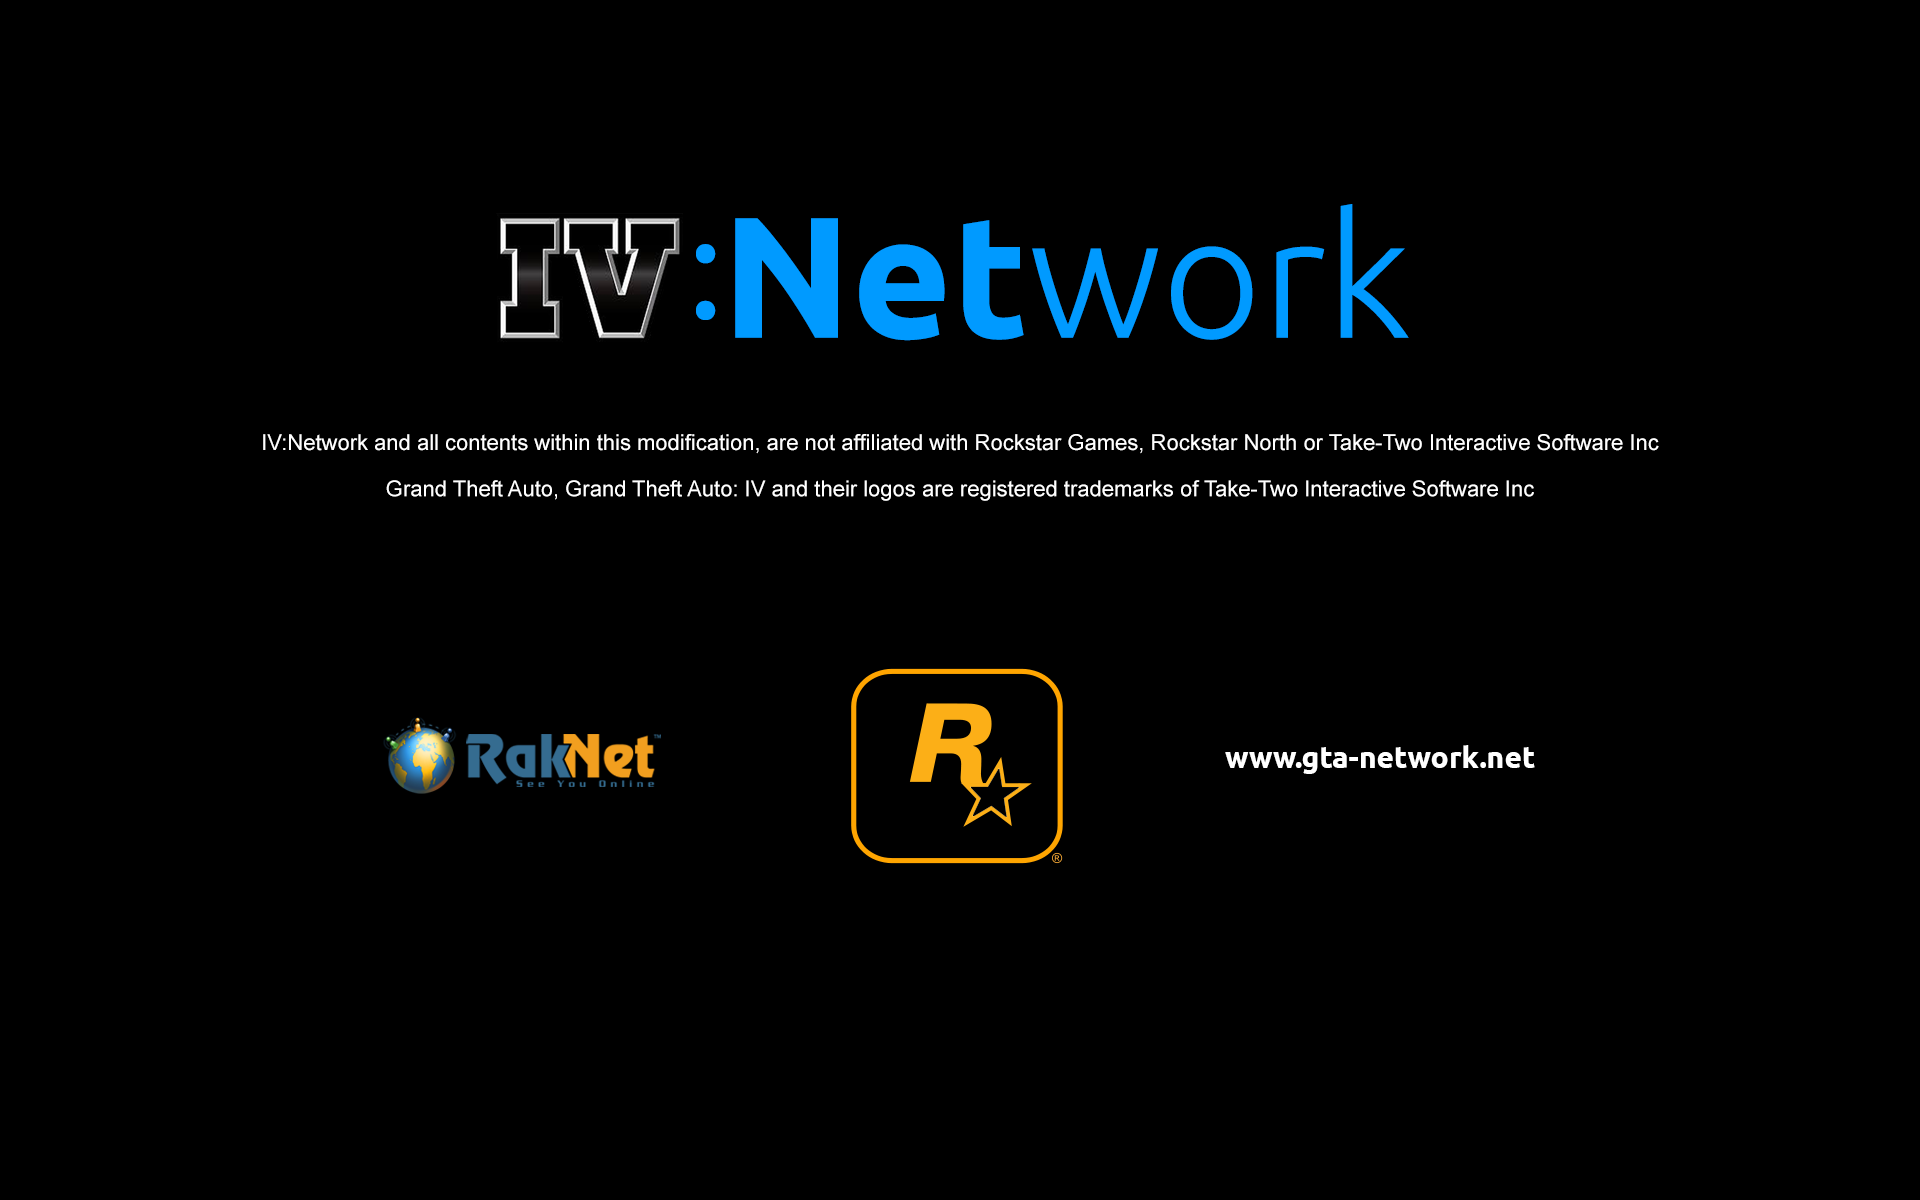 IV:Network
IV:Network and all contents within this modification, are not affiliated with Rockstar Games, Rockstar North or Take-Two Interactive Software Inc
Grand Theft Auto, Grand Theft Auto: IV and their logos are registered trademarks of Take-Two Interactive Software Inc
RakNet™
See You Online
R
®
www.gta-network.net